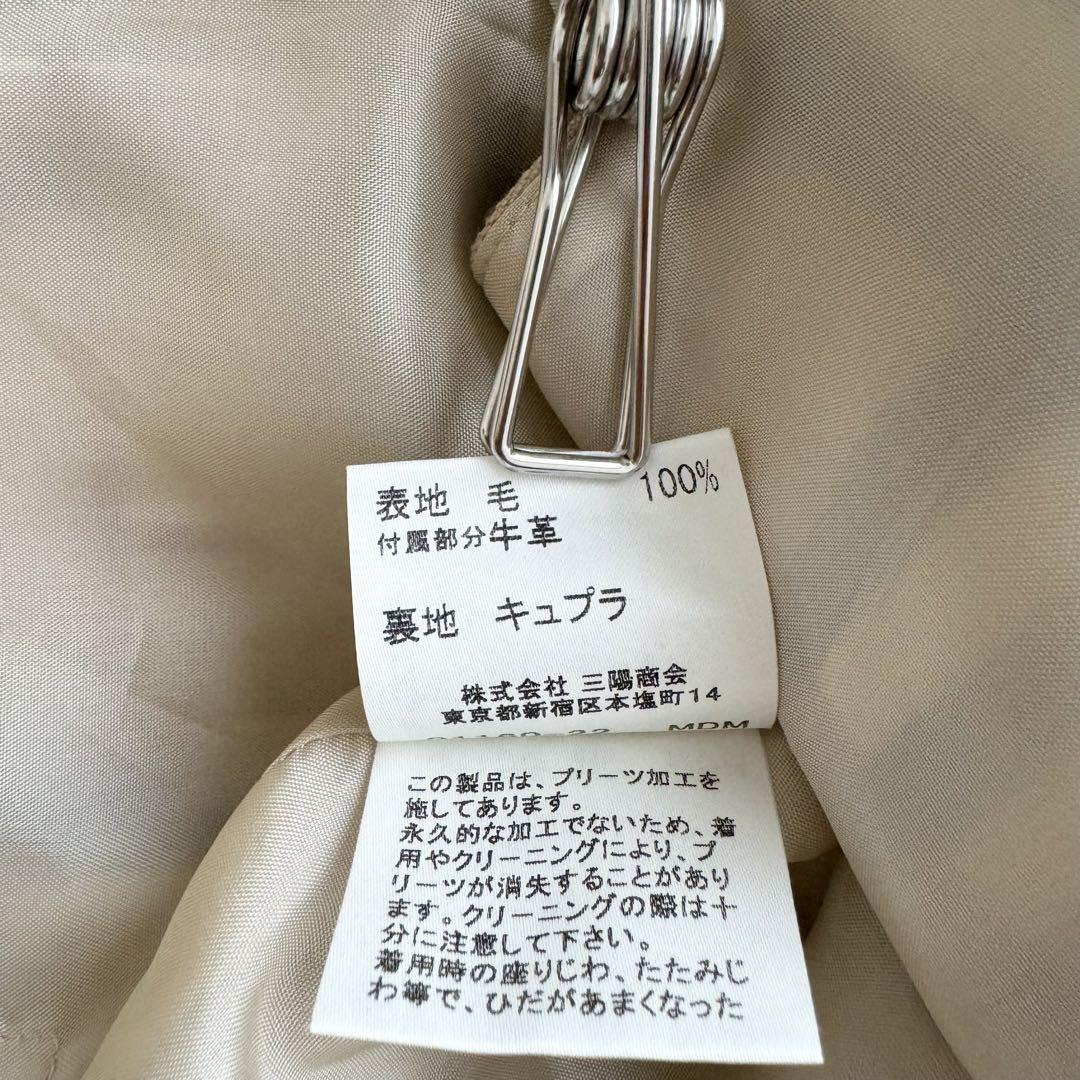 表地 毛 100%
付属部分牛革
裏地 キュプラ
株式会社 三陽商会
東京都新宿区本塩町14
MDM
この製品は、プリーツ加工を
施してあります。
永久的な加工でないため、着
用やクリーニングにより、プ
リーツが消失することがあり
ます。クリーニングの際は十
分に注意して下さい。
着用時の座りじわ、たたみじ
わ等で、ひだがあまくなった